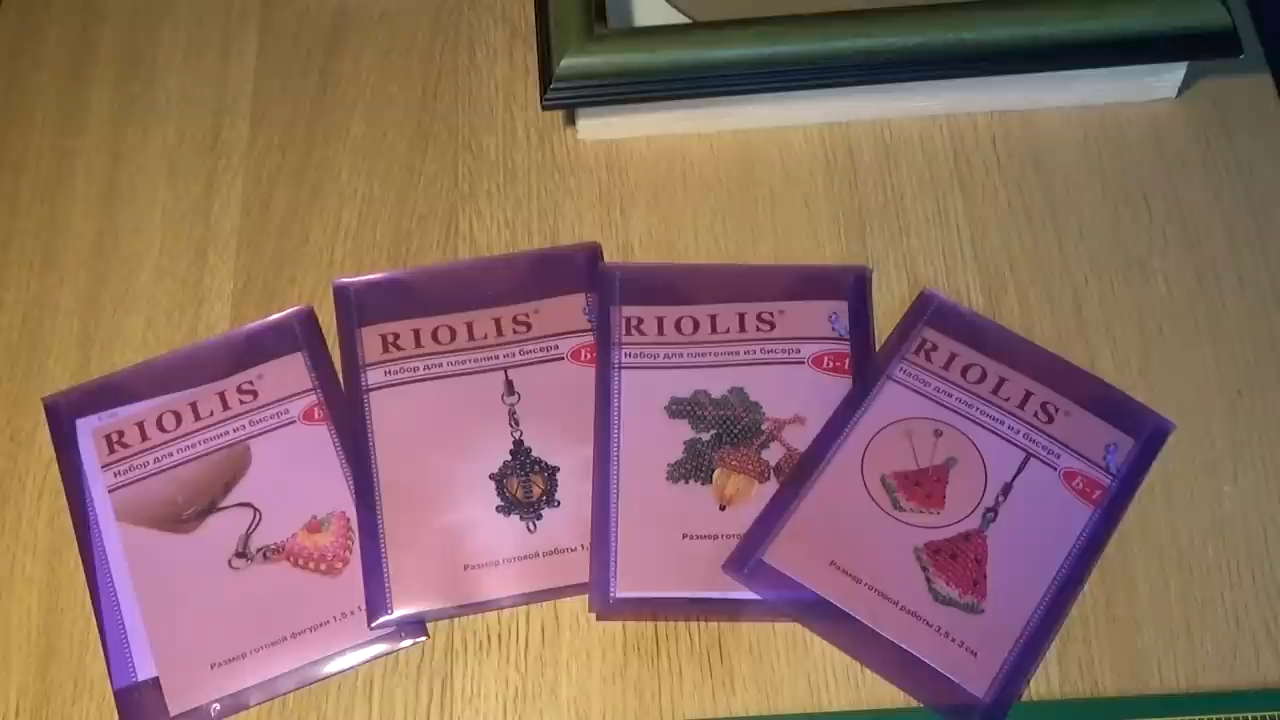 RIOLIS®
Набор для плетения из бисера
Размер готовой фигурки 1,5 x
RIOLIS®
Набор для плетения из бисера
Б-
Размер готовой работы 1,
RIOLIS®
Набор для плетения из бисера
Б-1
Размер
RIOLIS®
Набор для плетения из бисера
Б-1
Размер готовой работы 3,5 x 3 см